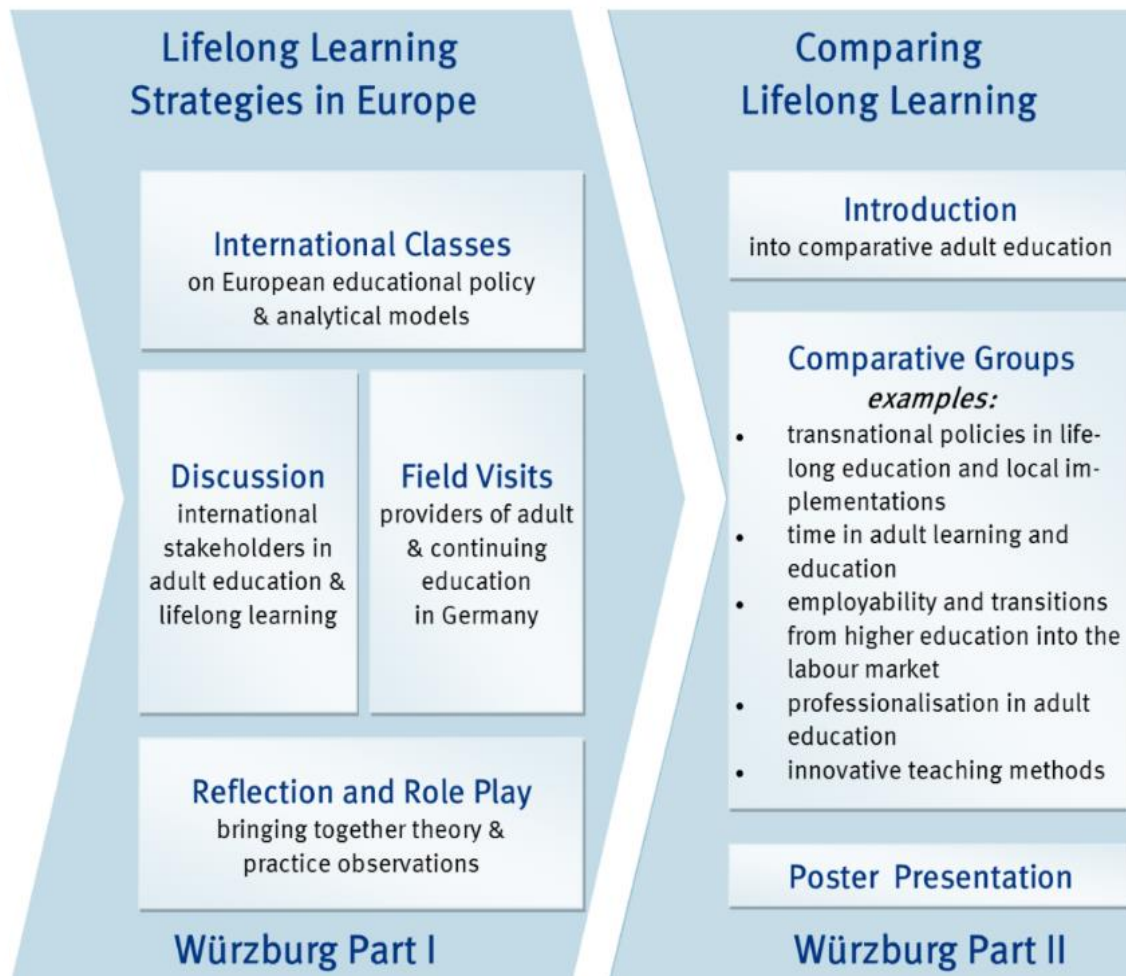 Lifelong Learning
Strategies in Europe
International Classes
on European educational policy
& analytical models
Discussion
international
stakeholders in
adult education &
lifelong learning
Field Visits
providers of adult
& continuing
education
in Germany
Reflection and Role Play
bringing together theory &
practice observations
Würzburg Part I
Comparing
Lifelong Learning
Introduction
into comparative adult education
Comparative Groups
examples:
• transnational policies in life-
long education and local im-
plementations
• time in adult learning and
education
• employability and transitions
from higher education into the
labour market
• professionalisation in adult
education
• innovative teaching methods
Poster Presentation
Würzburg Part II